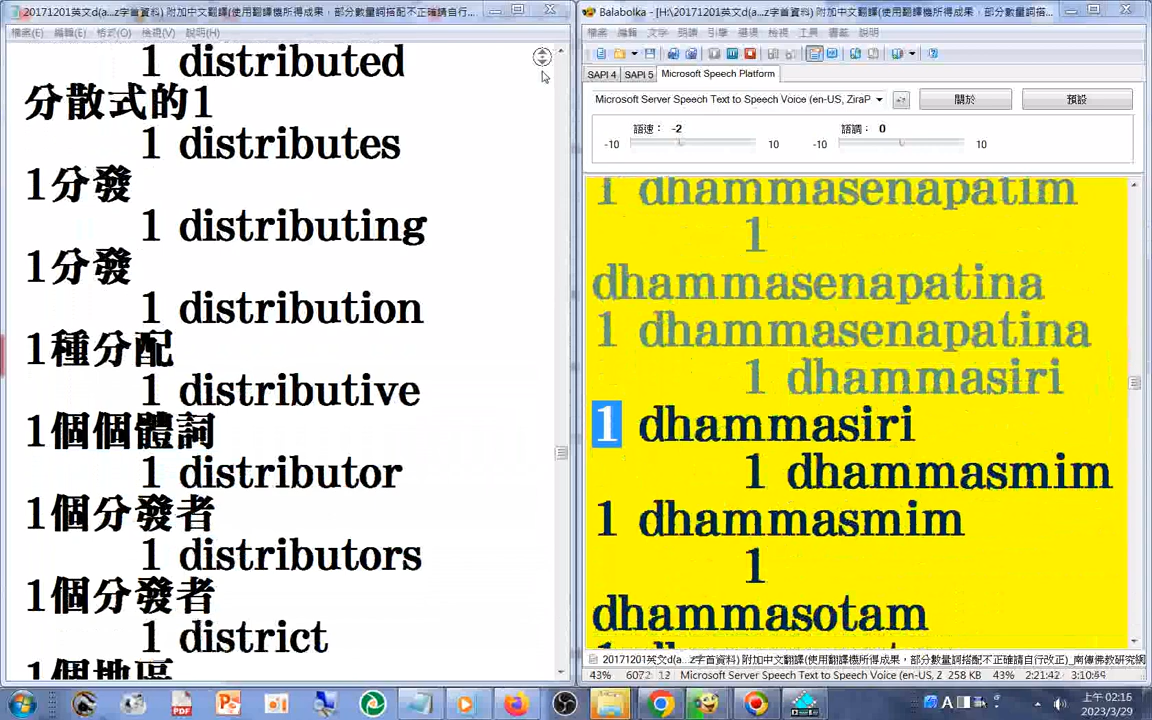 20171201英文d(a...z字首資料) 附加中文翻譯(使用翻譯機所得成果，部分數量詞搭配不正確請自行...
檔案(F) 編輯(E) 格式(O) 檢視(V) 說明(H)
1 distributed
分散式的1
1 distributes
1分發
1 distributing
1分發
1 distribution
1種分配
1 distributive
1個個體詞
1 distributor
1個分發者
1 distributors
1個分發者
1 district
1個地區
Balabolka - [H:\20171201英文d(a...z字首資料) 附加中文翻譯(使用翻譯機所得成果，部分數量詞搭配不正確...
檔案 編輯 文字 朗讀 引擎 選項 檢視 工具 書籤 說明
SAPI 4 SAPI 5 Microsoft Speech Platform
Microsoft Server Speech Text to Speech Voice (en-US, ZiraP 關於 預設
語速： -2 語調： 0
-10 10 -10 10
1 dhammasenapatim
1
dhammasenapatina
1 dhammasenapatina
1 dhammasiri
1 dhammasiri
1 dhammasmim
1 dhammasmim
1
dhammasotam
20171201英文d(a...z字首資料) 附加中文翻譯(使用翻譯機所得成果，部分數量詞搭配不正確請自行改正)_南傳佛教研究網
43% 6072: 12 Microsoft Server Speech Text to Speech Voice (en-US, Z 258 KB 43% 2:21:42 3:10:44
上午 02:16
2023/3/29